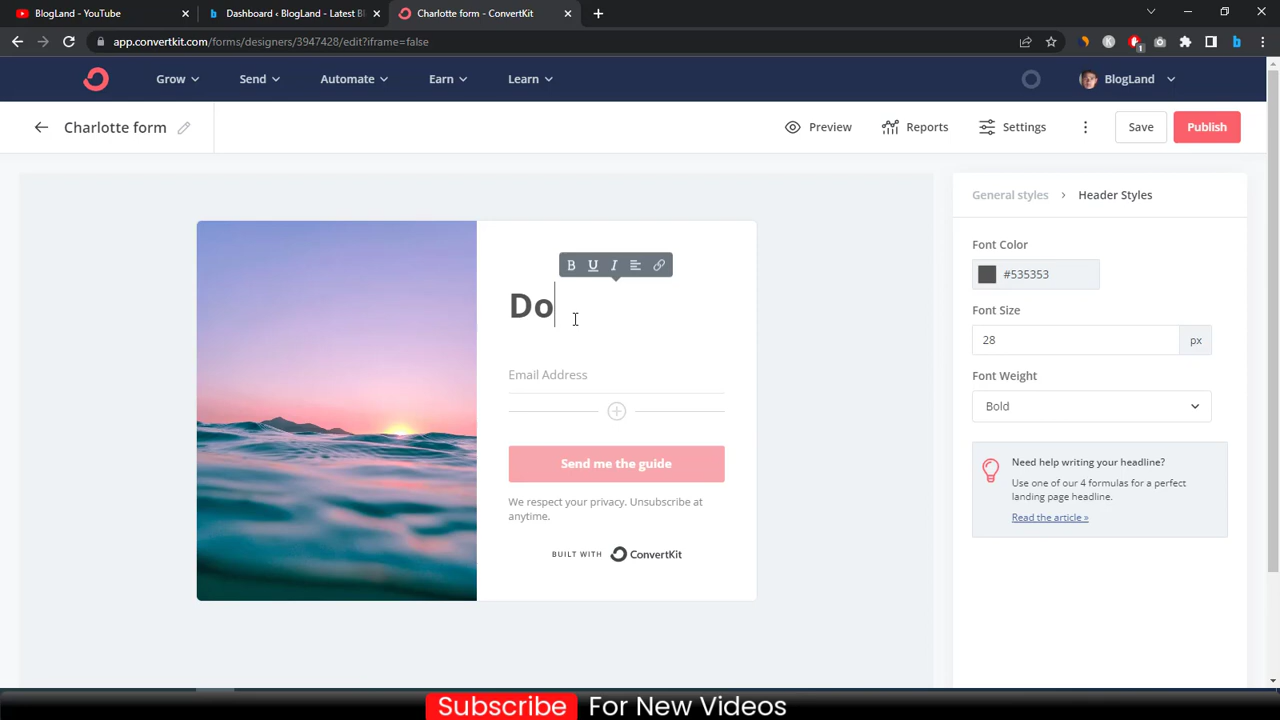 BlogLand - YouTube
Dashboard ‹ BlogLand - Latest Bl
Charlotte form - ConvertKit
app.convertkit.com/forms/designers/3947428/edit?iframe=false
Grow
Send
Automate
Earn
Learn
BlogLand
Charlotte form
Preview
Reports
Settings
Save
Publish
General styles
Header Styles
B U I
Do
Email Address
Send me the guide
We respect your privacy. Unsubscribe at
anytime.
BUILT WITH ConvertKit
Font Color
#535353
Font Size
28 px
Font Weight
Bold
Need help writing your headline?
Use one of our 4 formulas for a perfect
landing page headline.
Read the article »
Subscribe For New Videos